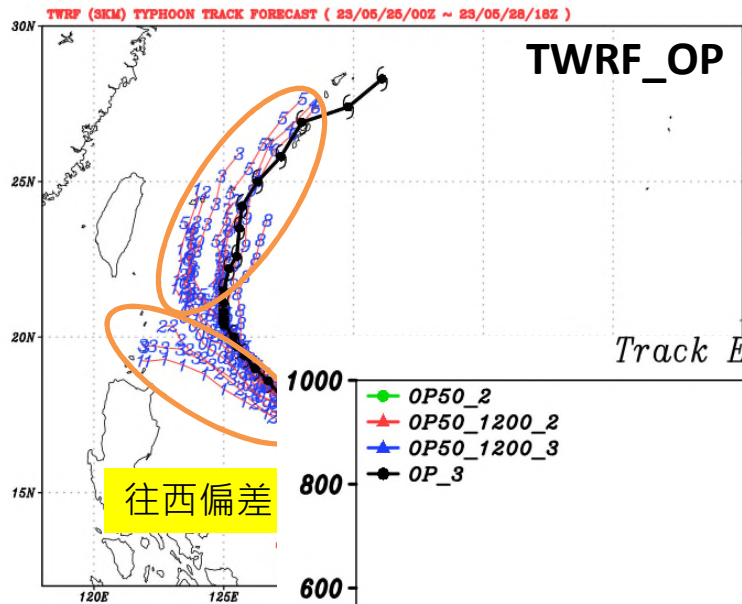 TWRF (3KM) TYPHOON TRACK FORECAST ( 23/05/25/00Z ~ 23/05/28/18Z )
30N
TWRF_OP
25N
20N
Track E
1000
OP50_2
OP50_1200_2
OP50_1200_3
OP_3
800
往西偏差
15N
600
120E
125E